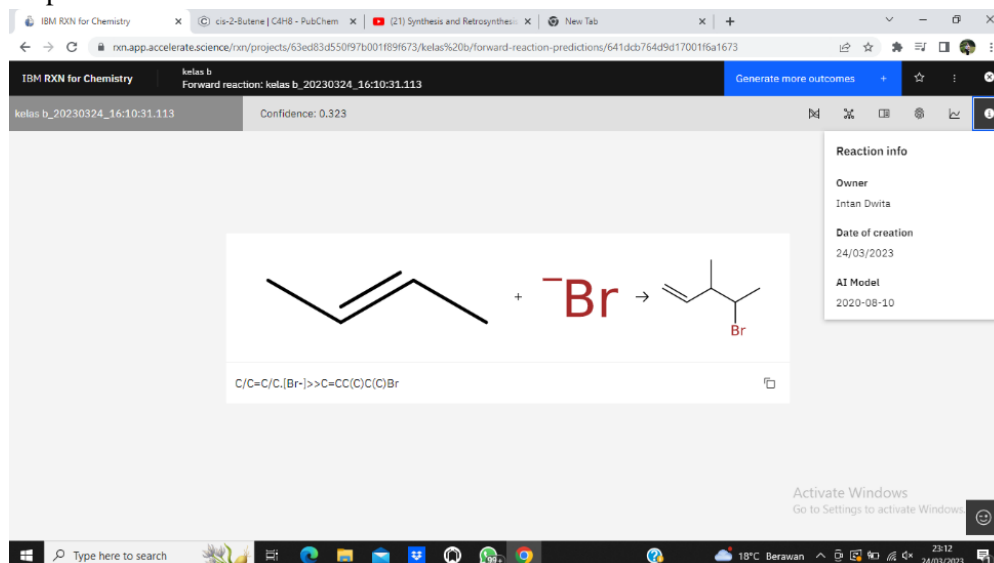 IBM RXN for Chemistry
cis-2-Butene | C4H8 - PubChem
(21) Synthesis and Retrosynthesi
New Tab
rxn.app.accelerate.science/rxn/projects/63ed83d550f97b001f89f673/kelas%20b/forward-reaction-predictions/641dcb764d9d17001f6a1673
IBM RXN for Chemistry
kelas b
Forward reaction: kelas b_20230324_16:10:31.113
Generate more outcomes +
kelas b_20230324_16:10:31.113
Confidence: 0.323
Reaction info
Owner
Intan Dwita
Date of creation
24/03/2023
AI Model
2020-08-10
+ ⁻Br →
Br
C/C=C/C.[Br-]>>C=CC(C)C(C)Br
Activate Windows
Go to Settings to activate Windows.
Type here to search
99+
18°C Berawan
23:12
24/03/2023